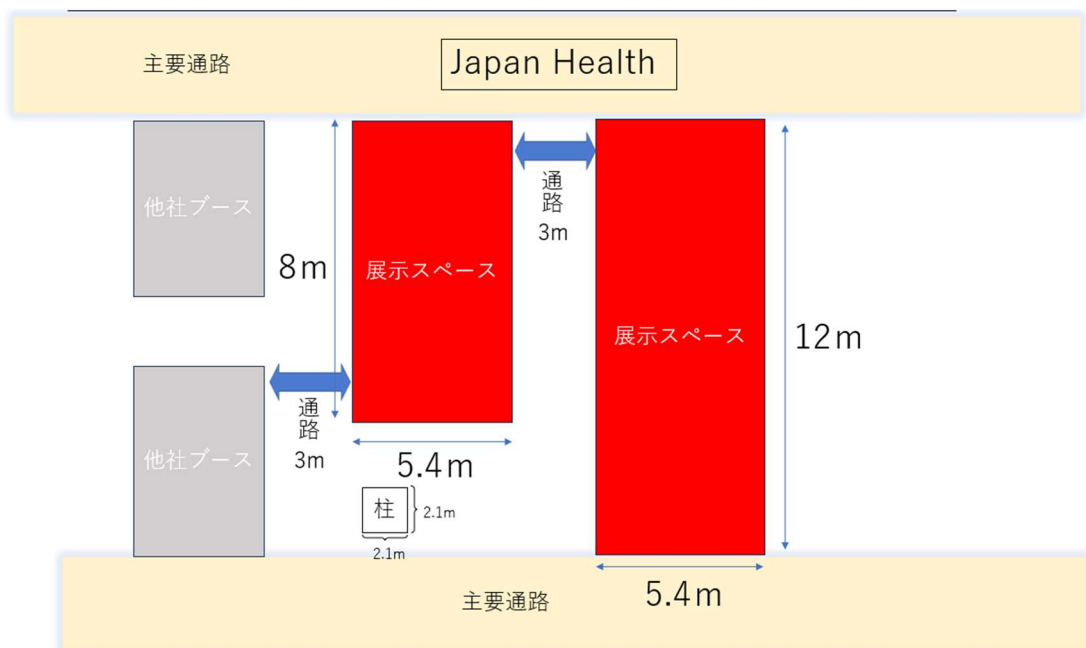 主要通路
Japan Health
他社ブース
8m
展示スペース
通路
3m
展示スペース
12m
他社ブース
通路
3m
5.4m
柱
2.1m
2.1m
主要通路
5.4m